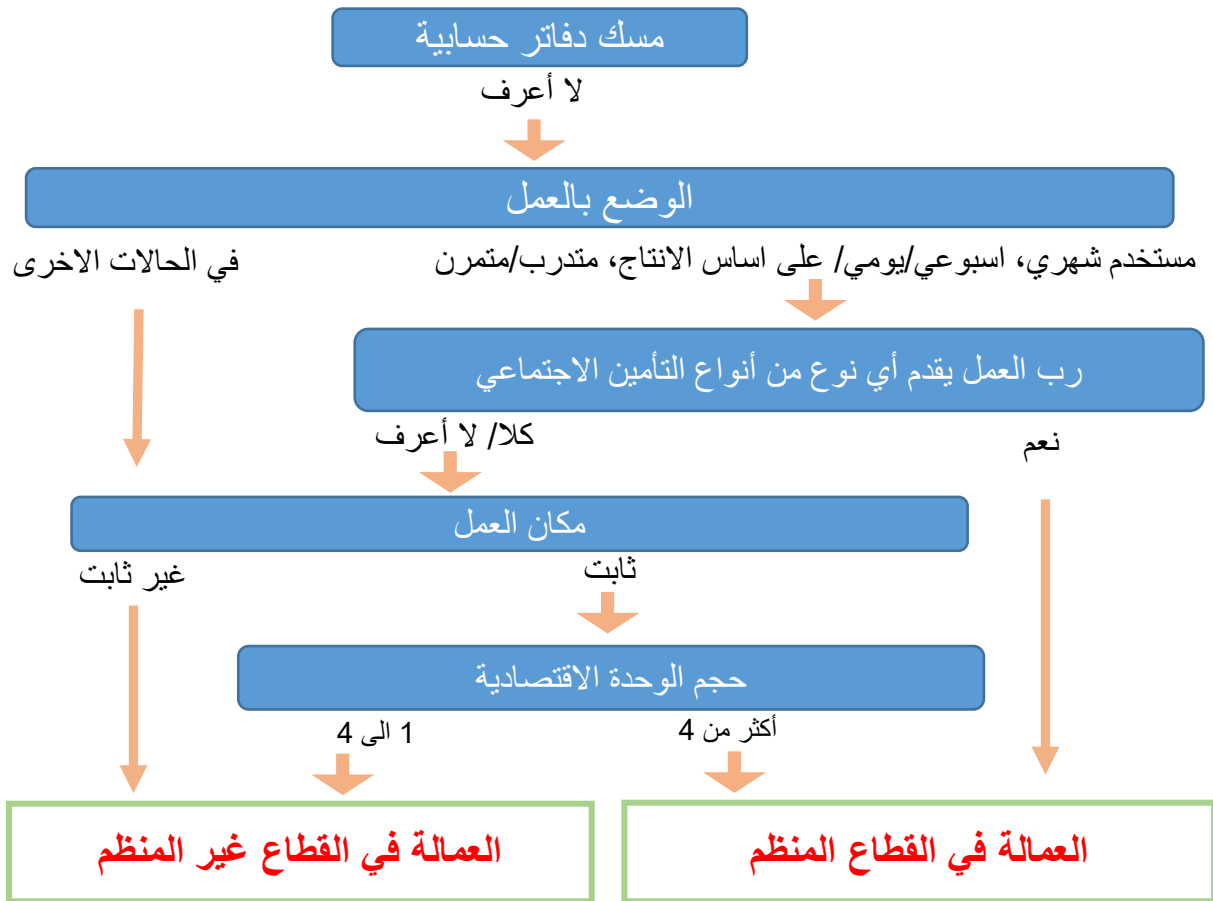 مسك دفاتر حسابية
لا أعرف
الوضع بالعمل
مستخدم شهري، اسبوعي/يومي/ على اساس الانتاج، متدرب/متمرن
في الحالات الاخرى
رب العمل يقدم أي نوع من أنواع التأمين الاجتماعي
نعم
كلا/ لا أعرف
مكان العمل
ثابت
غير ثابت
حجم الوحدة الاقتصادية
أكثر من 4
1 الى 4
العمالة في القطاع المنظم
العمالة في القطاع غير المنظم